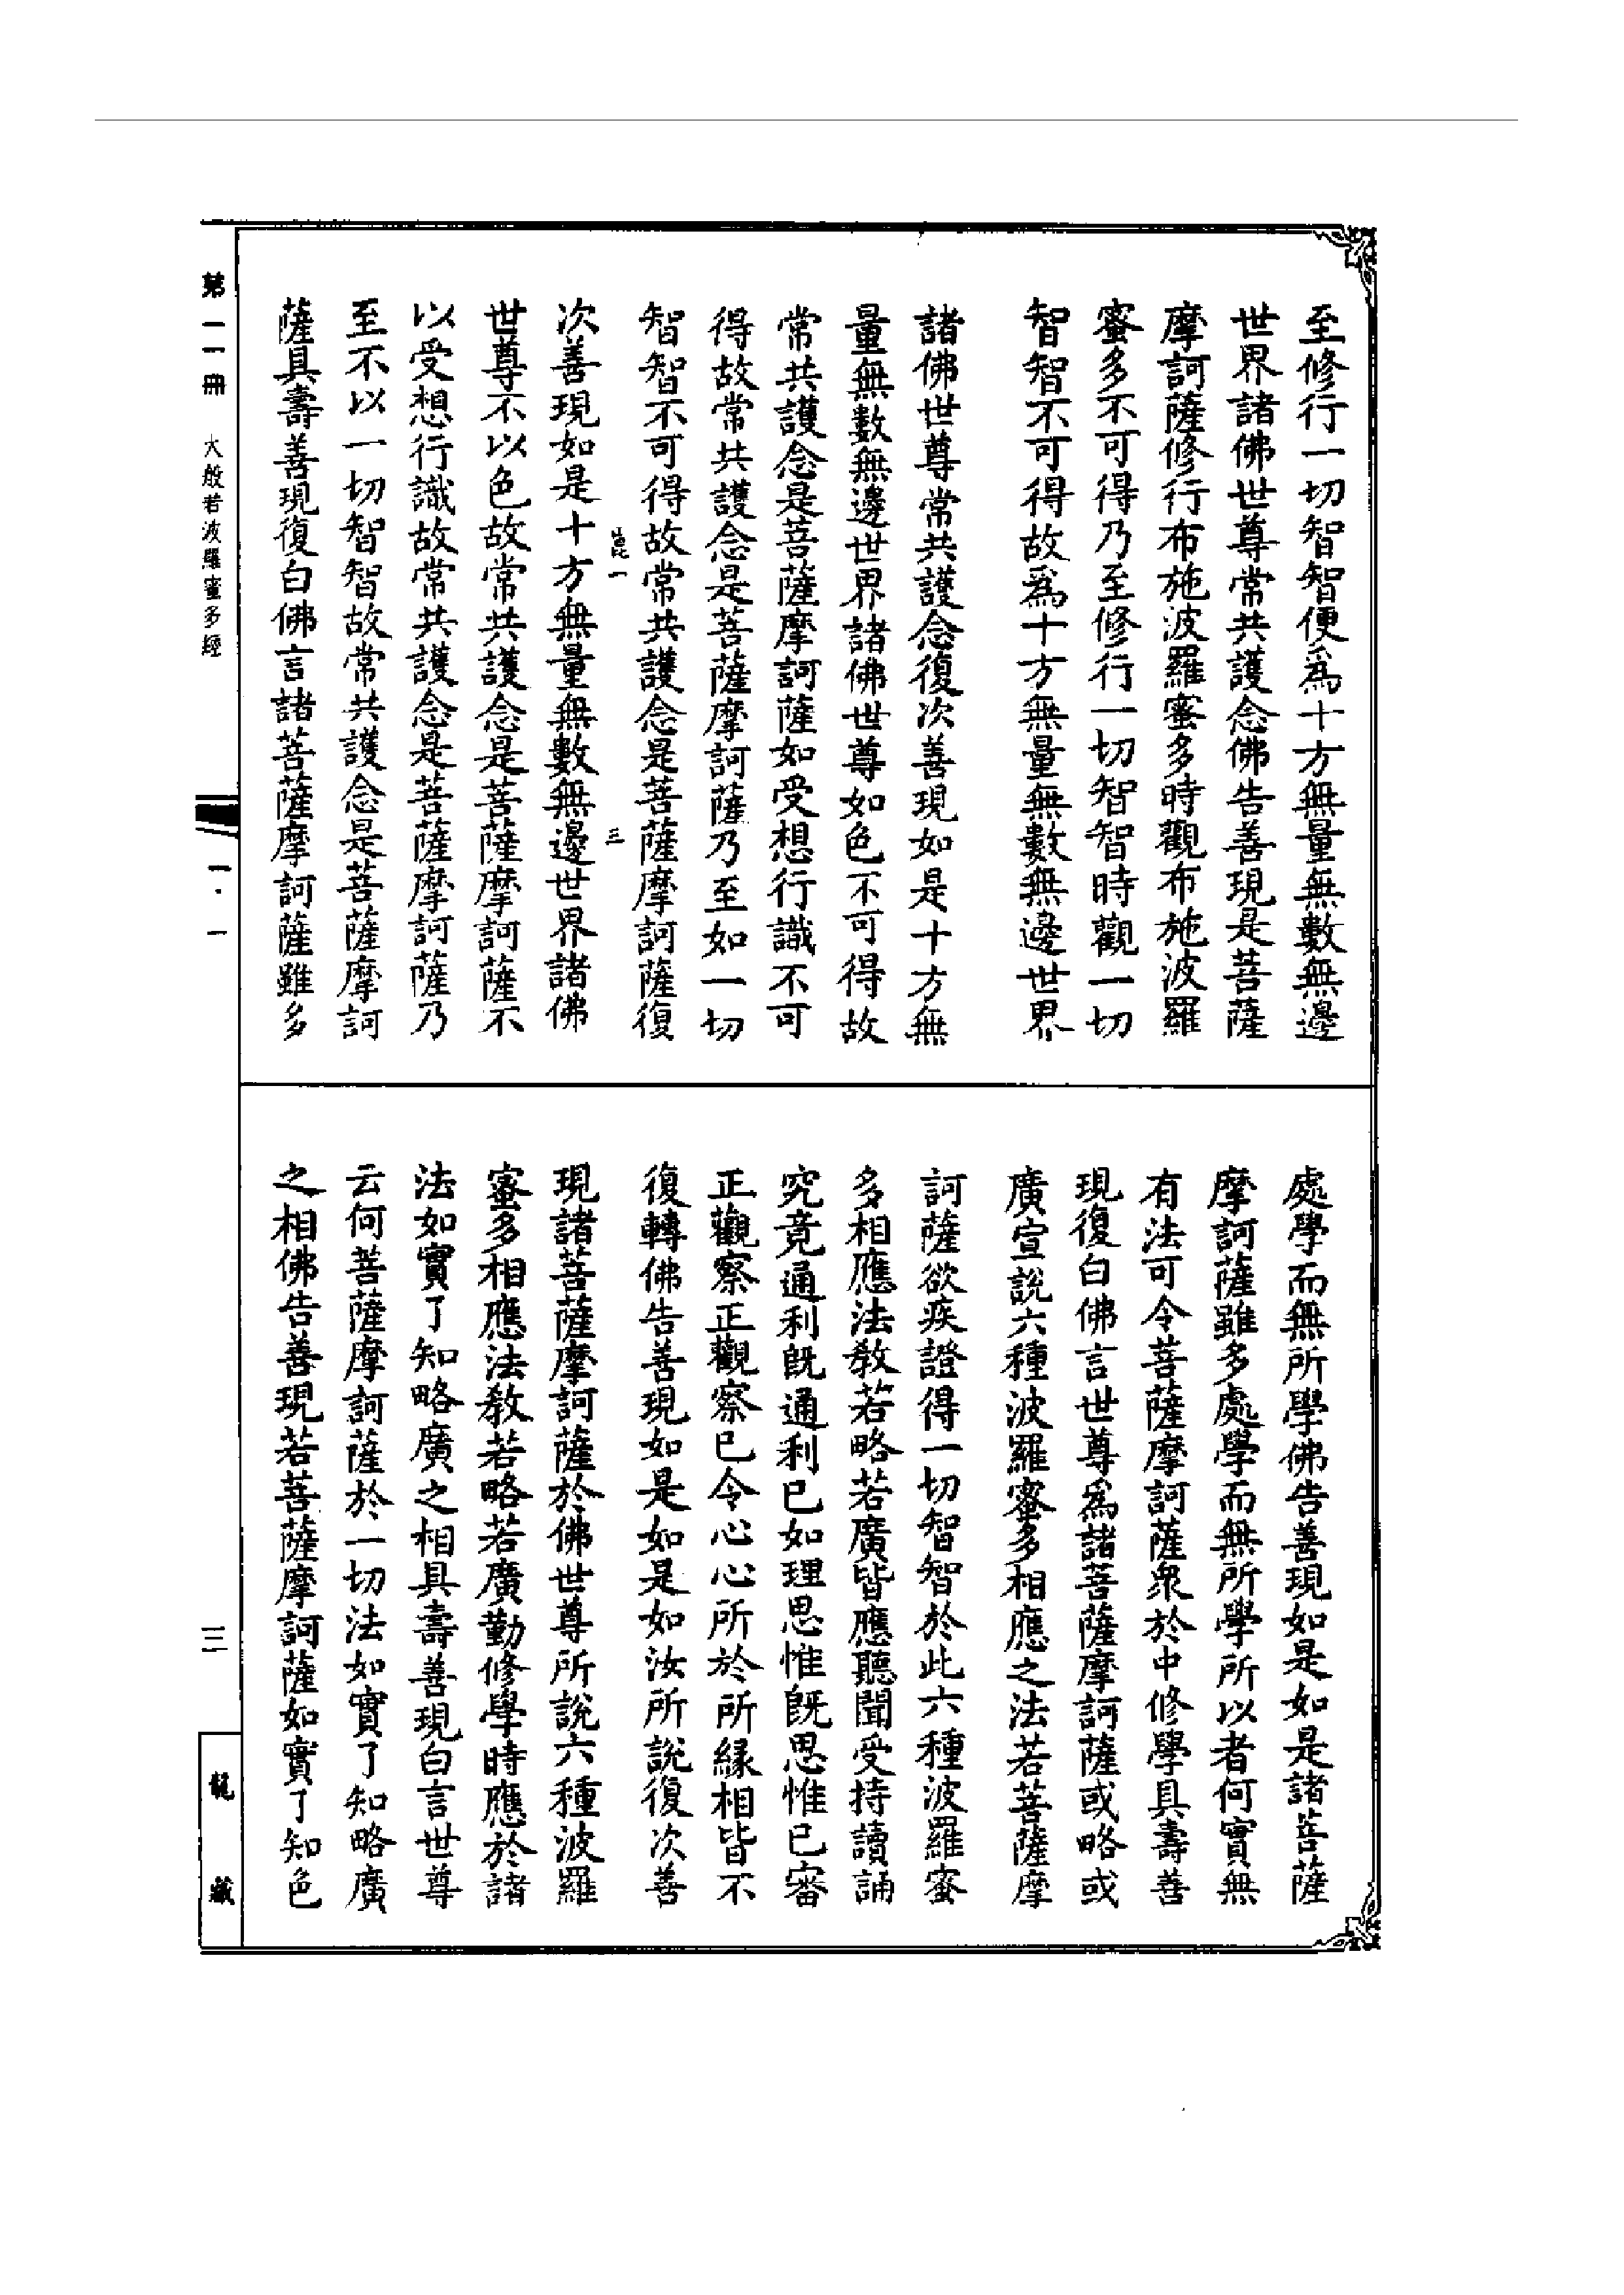 至修行一切智智便爲十方無量無數無邊
世界諸佛世尊常共護念佛告善現是菩薩
摩訶薩修行布施波羅蜜多時觀布施波羅
蜜多不可得乃至修行一切智智時觀一切
智智不可得故爲十方無量無數無邊世界
諸佛世尊常共護念復次善現如是十方無
量無數無邊世界諸佛世尊如色不可得故
常共護念是菩薩摩訶薩如受想行識不可
得故常共護念是菩薩摩訶薩乃至如一切
智智不可得故常共護念是菩薩摩訶薩復
崑一 三
次善現如是十方無量無數無邊世界諸佛
世尊不以色故常共護念是菩薩摩訶薩不
以受想行識故常共護念是菩薩摩訶薩乃
至不以一切智智故常共護念是菩薩摩訶
薩具壽善現復白佛言諸菩薩摩訶薩雖多
處學而無所學佛告善現如是如是諸菩薩
摩訶薩雖多處學而無所學所以者何實無
有法可令菩薩摩訶薩衆於中修學具壽善
現復白佛言世尊爲諸菩薩摩訶薩或略或
廣宣說六種波羅蜜多相應之法若菩薩摩
訶薩欲疾證得一切智智於此六種波羅蜜
多相應法教若略若廣皆應聽聞受持讀誦
究竟通利既通利已如理思惟既思惟已審
正觀察正觀察已令心心所於所緣相皆不
復轉佛告善現如是如是如汝所說復次善
現諸菩薩摩訶薩於佛世尊所說六種波羅
蜜多相應法教若略若廣勤修學時應於諸
法如實了知略廣之相具壽善現白言世尊
云何菩薩摩訶薩於一切法如實了知略廣
之相佛告善現若菩薩摩訶薩如實了知色
第一一冊 大般若波羅蜜多經
一·一
三
龍藏